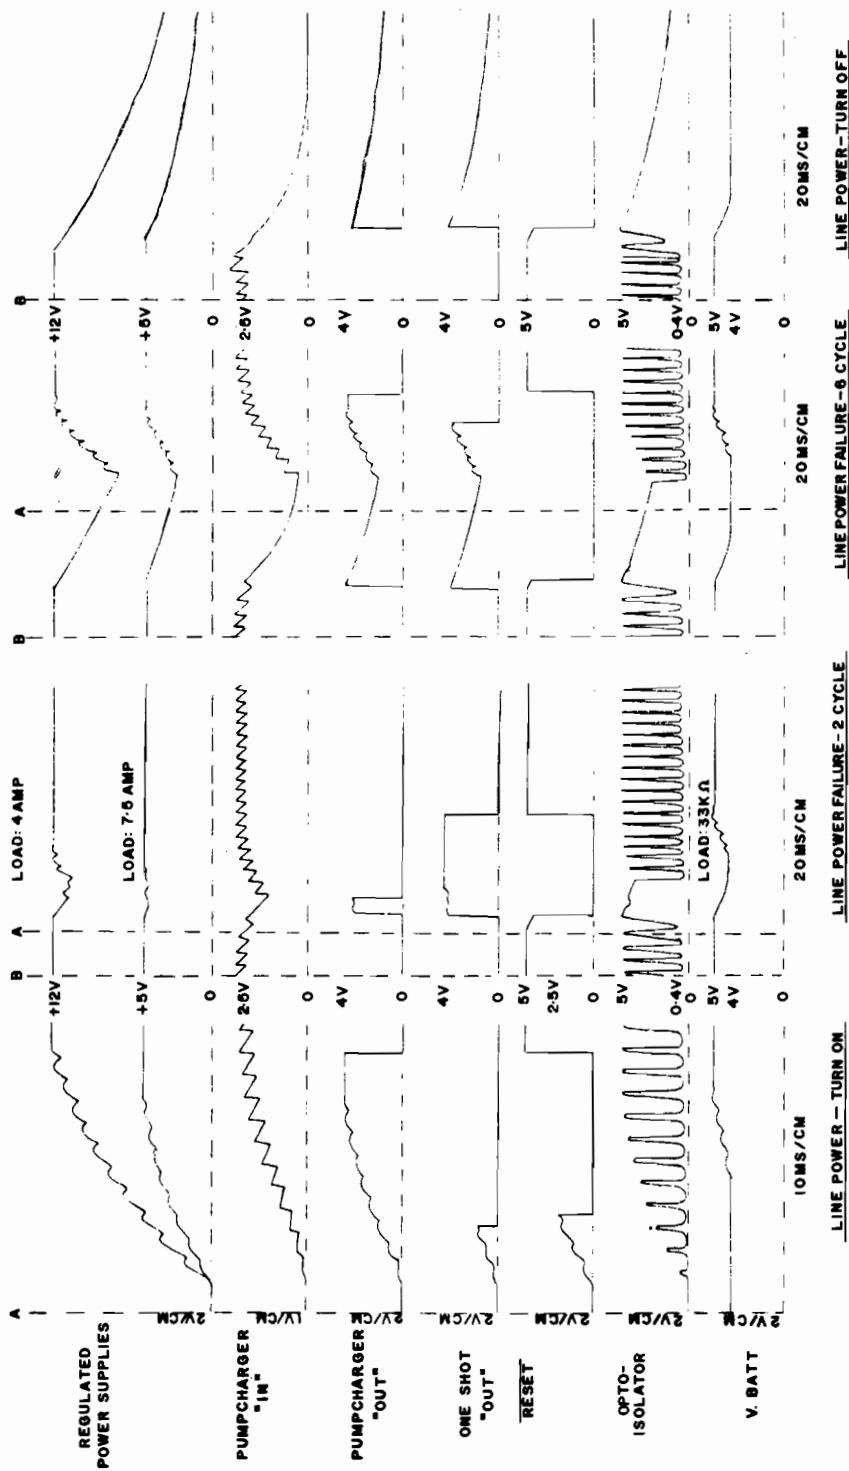 REGULATED
POWER SUPPLIES
PUMPCHARGER
"IN"
PUMPCHARGER
"OUT"
ONE SHOT
"OUT"
RESET
OPTO-
ISOLATOR
V. BATT
A
2V/CM
1V/CM
2V/CM
2V/CM
2V/CM
2V/CM
2V/CM
10MS/CM
LINE POWER — TURN ON
B
A
+12V
+5V
0
2·5V
0
4V
0
4V
0
5V
2·5V
0
5V
0·4V
0
5V
4V
0
LOAD: 4 AMP
LOAD: 7·5 AMP
LOAD: 33KΩ
20MS/CM
LINE POWER FAILURE - 2 CYCLE
B
A
20MS/CM
LINE POWER FAILURE - 6 CYCLE
B
+12V
+5V
0
2·5V
0
4V
0
4V
0
5V
0
5V
0·4V
0
5V
4V
0
20MS/CM
LINE POWER - TURN OFF